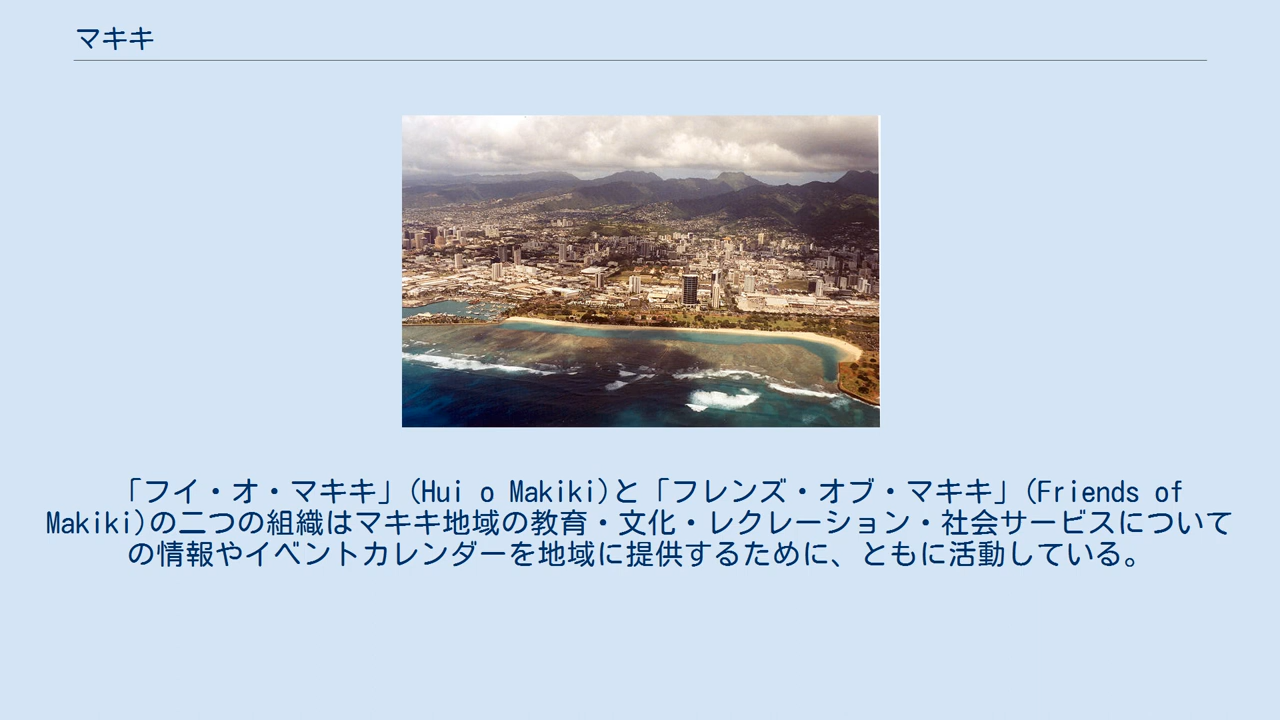 マキキ
「フイ・オ・マキキ」(Hui o Makiki)と「フレンズ・オブ・マキキ」(Friends of
Makiki)の二つの組織はマキキ地域の教育・文化・レクレーション・社会サービスについて
の情報やイベントカレンダーを地域に提供するために、ともに活動している。